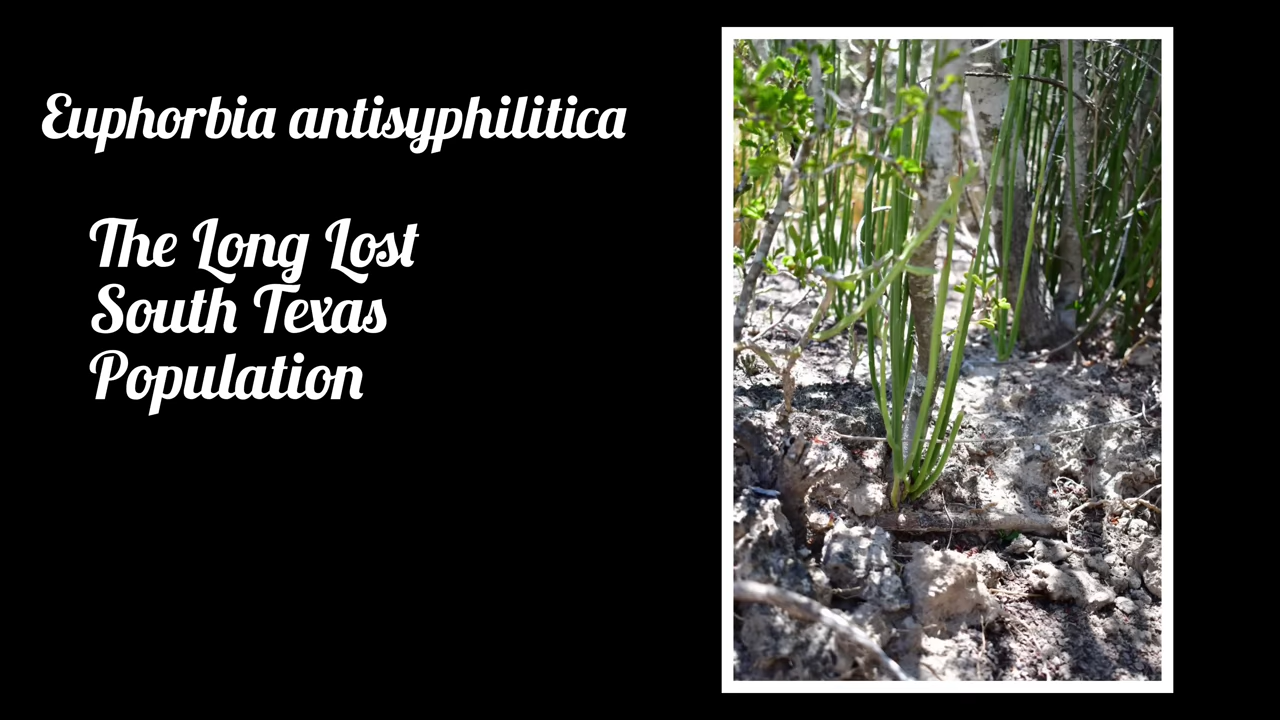 Euphorbia antisyphilitica
The Long Lost
South Texas
Population